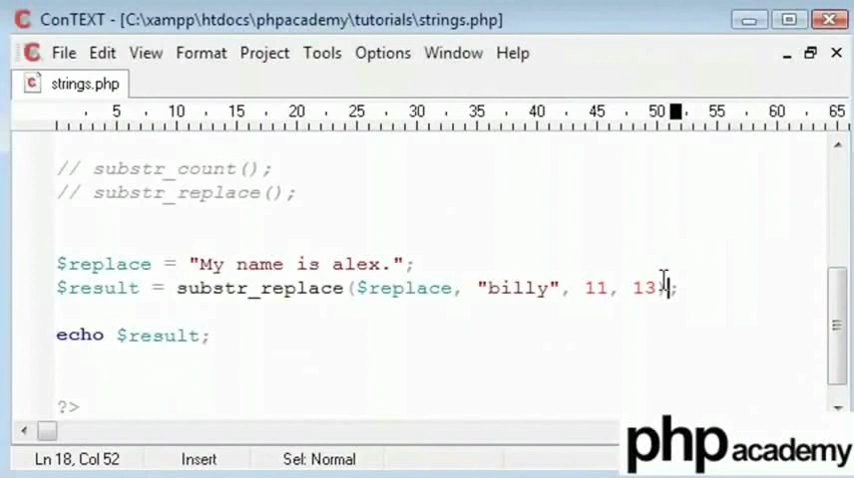 ConTEXT - [C:\xampp\htdocs\phpacademy\tutorials\strings.php]
File Edit View Format Project Tools Options Window Help
strings.php
5 10 15 20 25 30 35 40 45 50 55 60 65
// substr_count();
// substr_replace();
$replace = "My name is alex.";
$result = substr_replace($replace, "billy", 11, 13);
echo $result;
?>
Ln 18, Col 52 Insert Sel: Normal
php academy